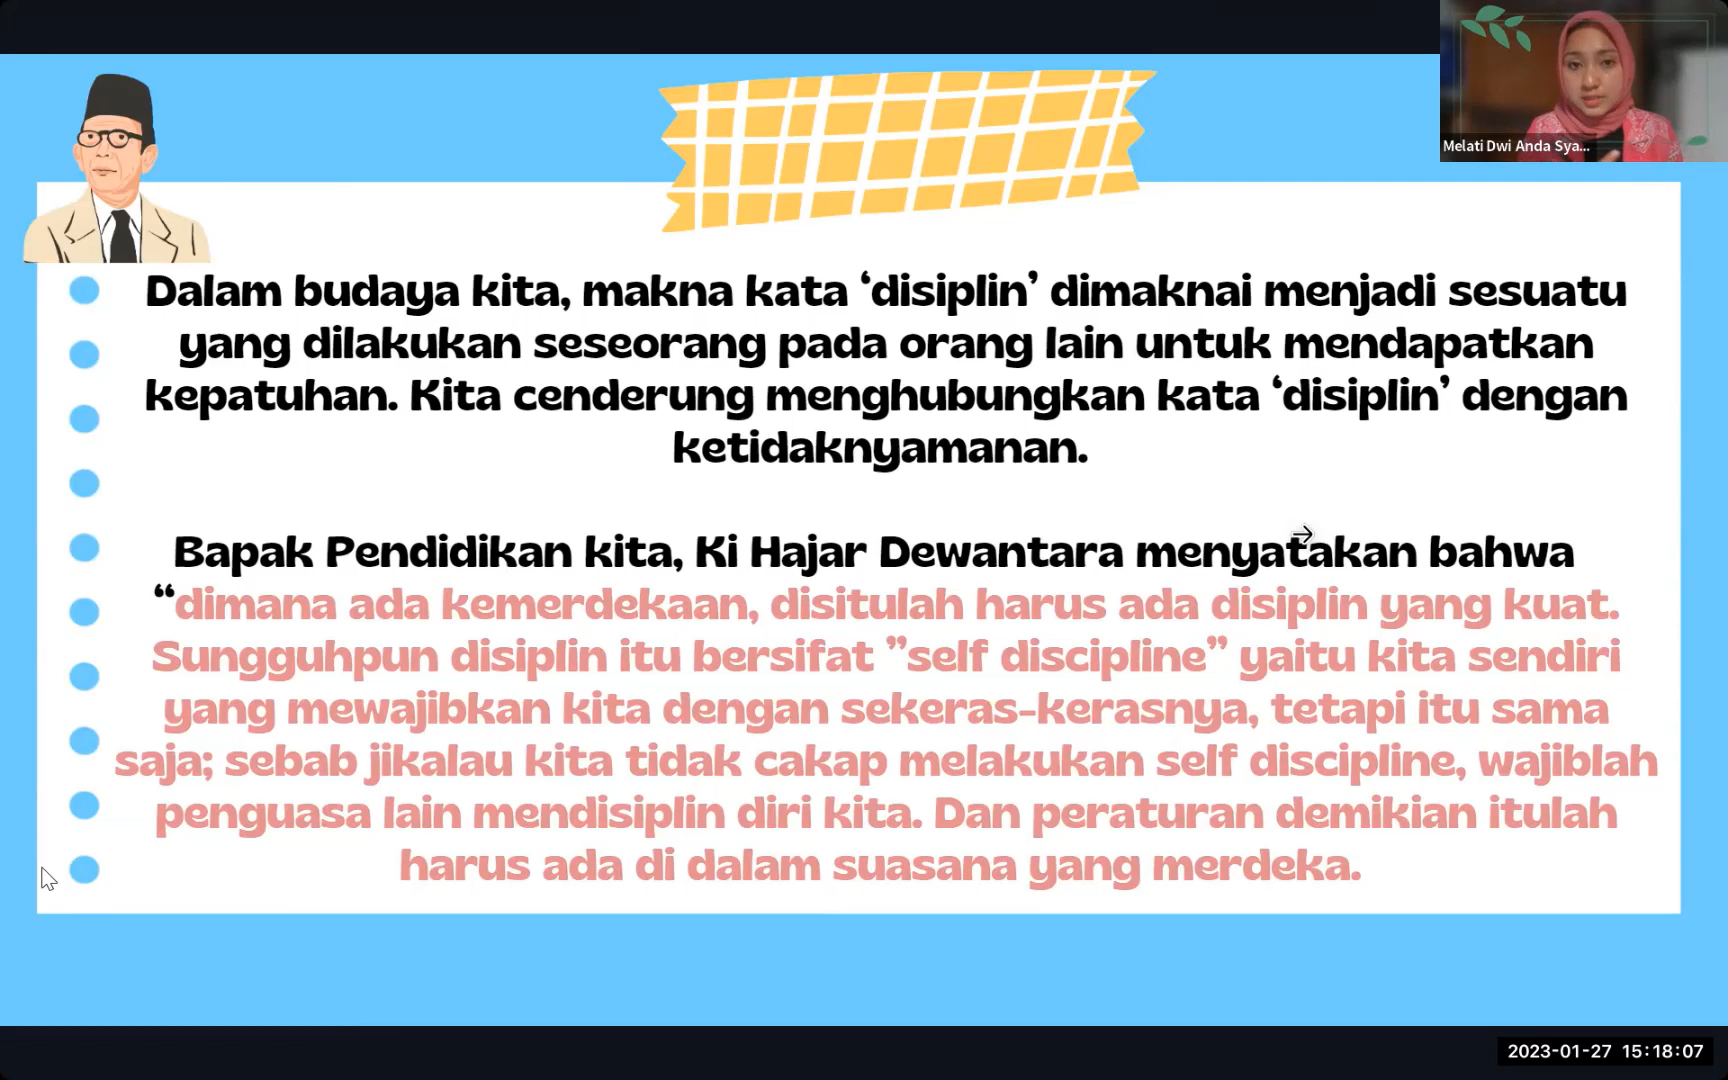 Melati Dwi Anda Sya...
Dalam budaya kita, makna kata ‘disiplin’ dimaknai menjadi sesuatu
yang dilakukan seseorang pada orang lain untuk mendapatkan
kepatuhan. Kita cenderung menghubungkan kata ‘disiplin’ dengan
ketidaknyamanan.
Bapak Pendidikan kita, Ki Hajar Dewantara menyatakan bahwa
“dimana ada kemerdekaan, disitulah harus ada disiplin yang kuat.
Sungguhpun disiplin itu bersifat ”self discipline” yaitu kita sendiri
yang mewajibkan kita dengan sekeras-kerasnya, tetapi itu sama
saja; sebab jikalau kita tidak cakap melakukan self discipline, wajiblah
penguasa lain mendisiplin diri kita. Dan peraturan demikian itulah
harus ada di dalam suasana yang merdeka.
2023-01-27 15:18:07